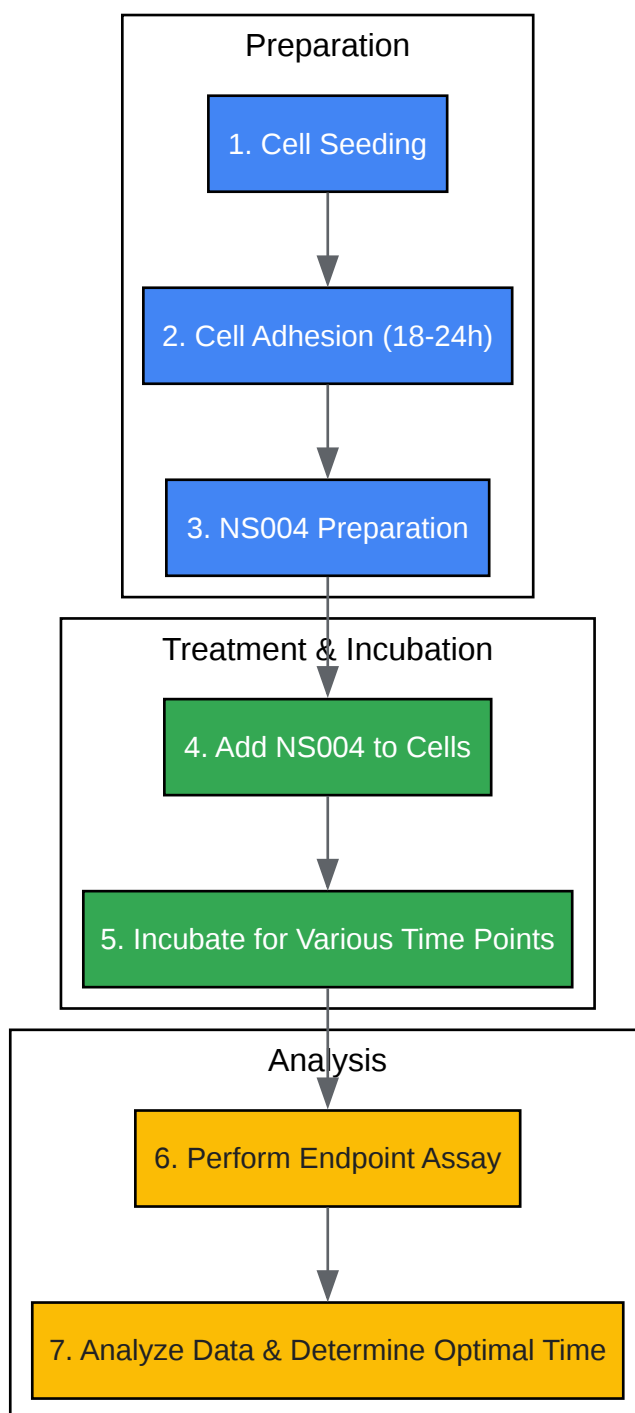 Preparation
1. Cell Seeding
2. Cell Adhesion (18-24h)
3. NS004 Preparation
Treatment & Incubation
4. Add NS004 to Cells
5. Incubate for Various Time Points
Analysis
6. Perform Endpoint Assay
7. Analyze Data & Determine Optimal Time